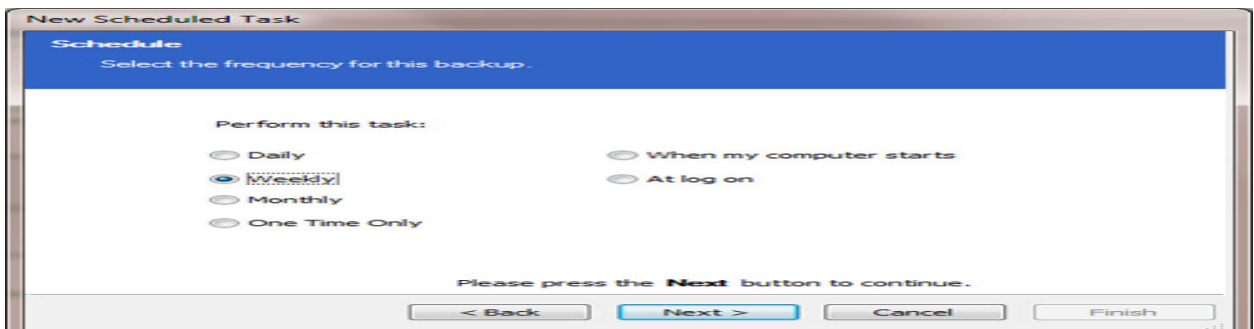 New Scheduled Task
Schedule
Select the frequency for this backup.
Perform this task:
Daily
Weekly
Monthly
One Time Only
When my computer starts
At log on
Please press the Next button to continue.
< Back Next > Cancel Finish